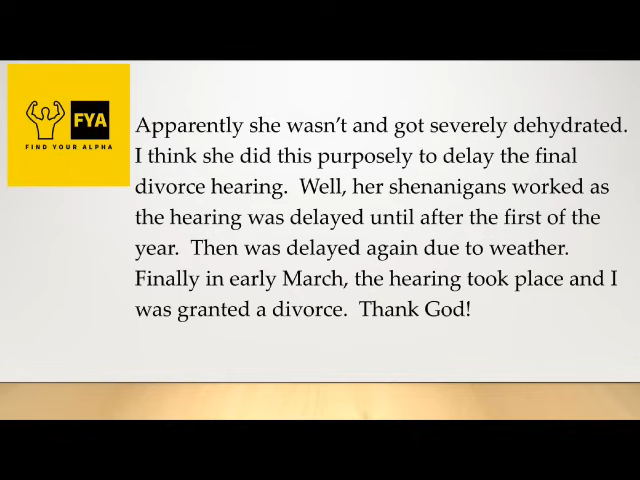 FYA
FIND YOUR ALPHA
Apparently she wasn’t and got severely dehydrated.
I think she did this purposely to delay the final
divorce hearing.  Well, her shenanigans worked as
the hearing was delayed until after the first of the
year.  Then was delayed again due to weather.
Finally in early March, the hearing took place and I
was granted a divorce.  Thank God!